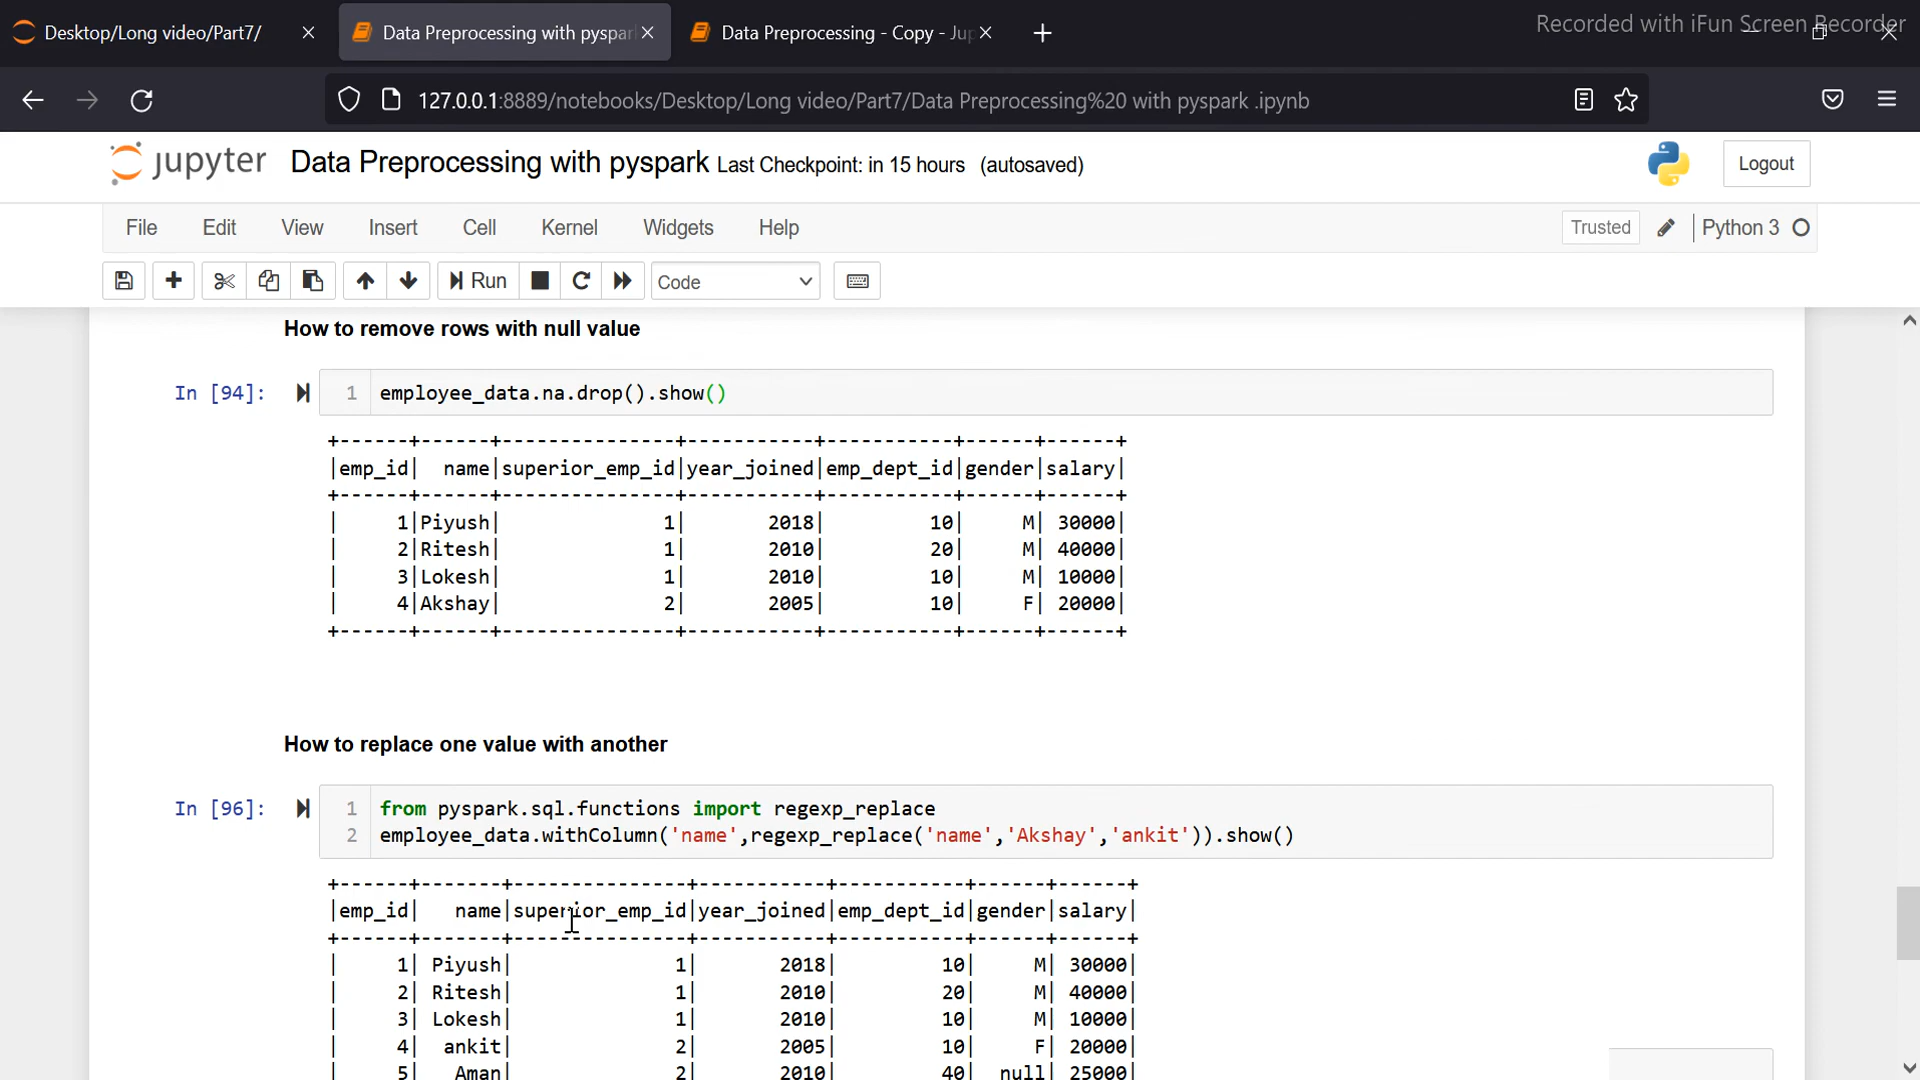 Recorded with iFun Screen Recorder
Desktop/Long video/Part7/
Data Preprocessing with pyspark
Data Preprocessing - Copy - Jup
127.0.0.1:8889/notebooks/Desktop/Long video/Part7/Data Preprocessing%20 with pyspark .ipynb
jupyter Data Preprocessing with pyspark Last Checkpoint: in 15 hours (autosaved)
Logout
File Edit View Insert Cell Kernel Widgets Help
Trusted
Python 3
Run
Code
How to remove rows with null value
In [94]:
1 employee_data.na.drop().show()
+------+------+---------------+-----------+-----------+------+------+
|emp_id|  name|superior_emp_id|year_joined|emp_dept_id|gender|salary|
+------+------+---------------+-----------+-----------+------+------+
|     1|Piyush|              1|       2018|         10|     M| 30000|
|     2|Ritesh|              1|       2010|         20|     M| 40000|
|     3|Lokesh|              1|       2010|         10|     M| 10000|
|     4|Akshay|              2|       2005|         10|     F| 20000|
+------+------+---------------+-----------+-----------+------+------+
How to replace one value with another
In [96]:
1 from pyspark.sql.functions import regexp_replace
2 employee_data.withColumn('name',regexp_replace('name','Akshay','ankit')).show()
+------+-------+---------------+-----------+-----------+------+------+
|emp_id|   name|superior_emp_id|year_joined|emp_dept_id|gender|salary|
+------+-------+---------------+-----------+-----------+------+------+
|     1| Piyush|              1|       2018|         10|     M| 30000|
|     2| Ritesh|              1|       2010|         20|     M| 40000|
|     3| Lokesh|              1|       2010|         10|     M| 10000|
|     4|  ankit|              2|       2005|         10|     F| 20000|
|     5|   Aman|              2|       2010|         40|  null| 25000|